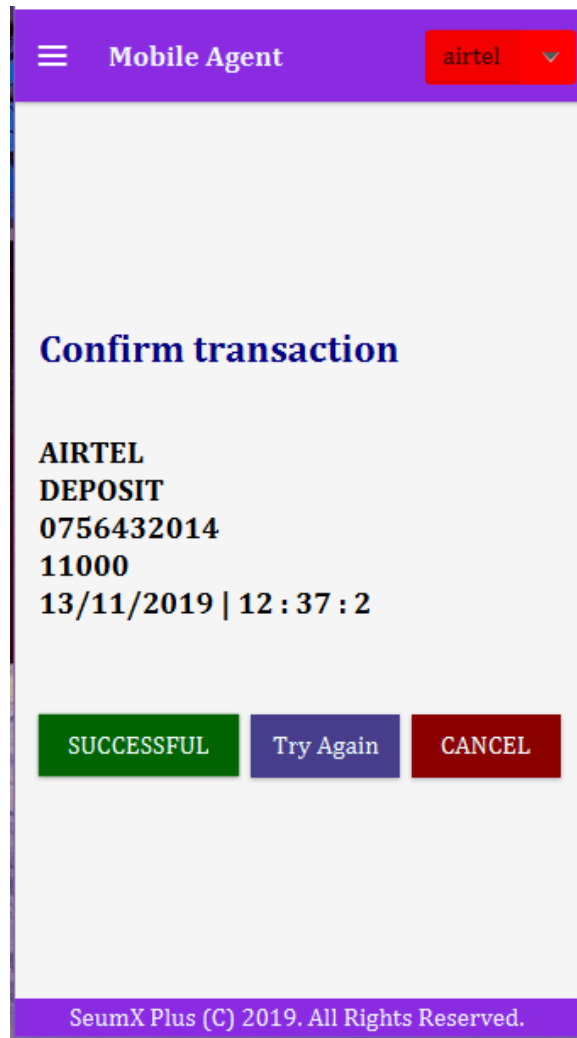 Mobile Agent
airtel
Confirm transaction
AIRTEL
DEPOSIT
0756432014
11000
13/11/2019 | 12 : 37 : 2
SUCCESSFUL
Try Again
CANCEL
SeumX Plus (C) 2019. All Rights Reserved.